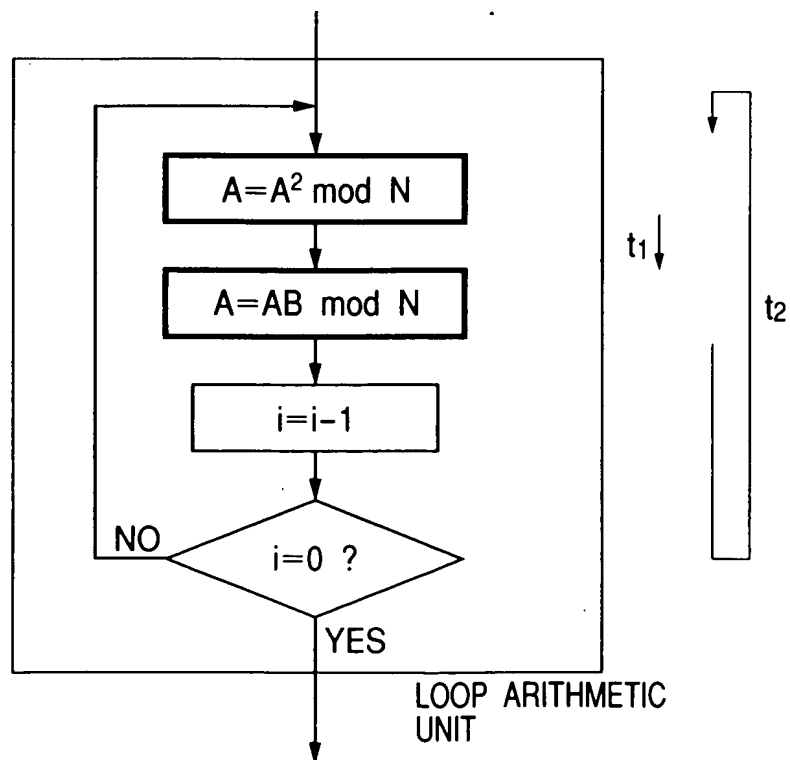 A=A² mod N
t1
A=AB mod N
t2
i=i-1
NO
i=0 ?
YES
LOOP ARITHMETIC
UNIT